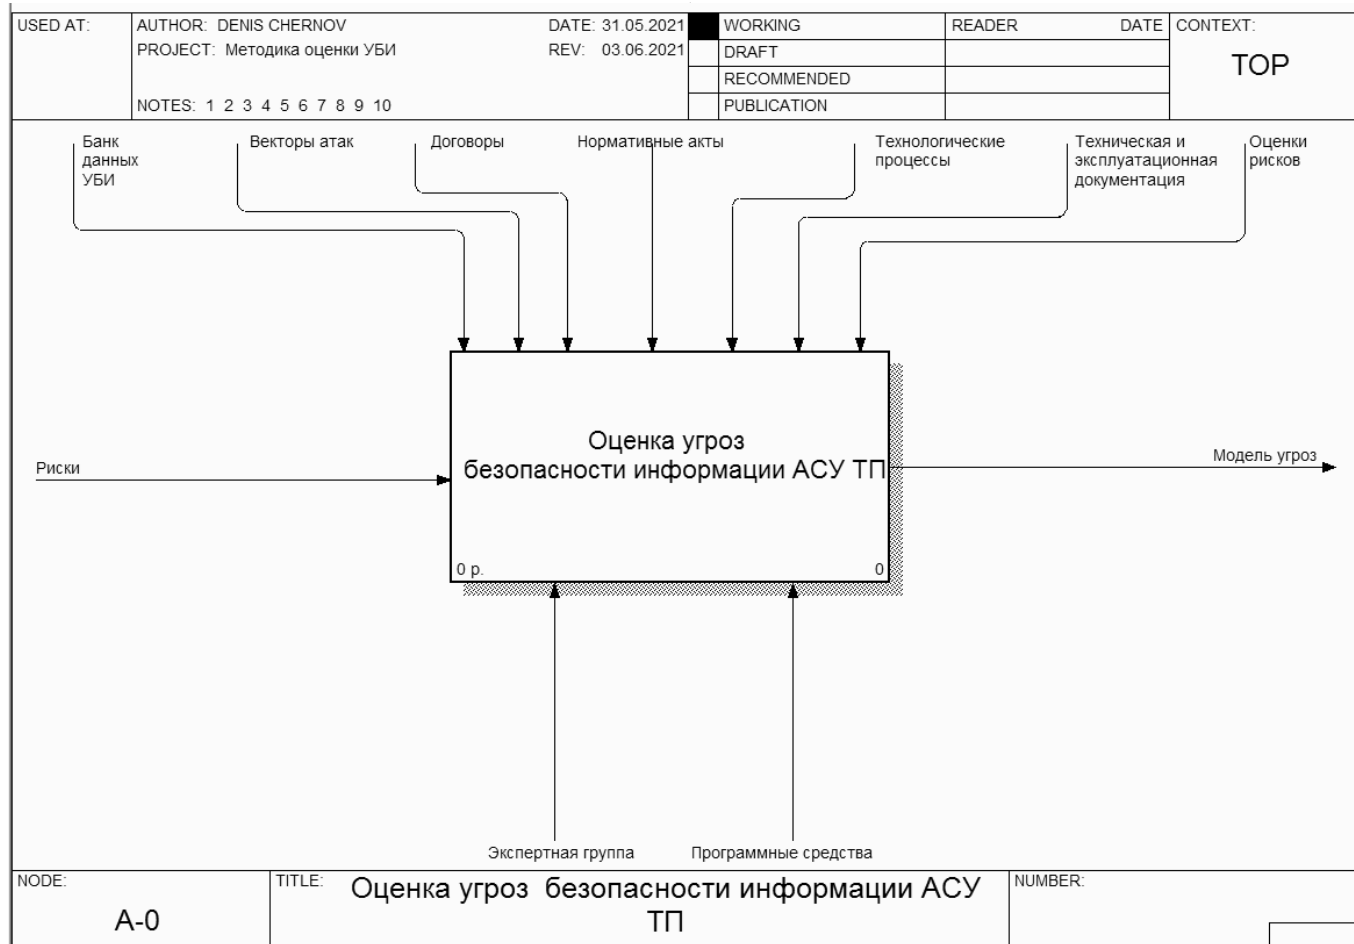 USED AT:
AUTHOR: DENIS CHERNOV
DATE: 31.05.2021
PROJECT: Методика оценки УБИ
REV: 03.06.2021
NOTES: 1 2 3 4 5 6 7 8 9 10
WORKING
DRAFT
RECOMMENDED
PUBLICATION
READER
DATE
CONTEXT:
TOP
Банк
данных
УБИ
Векторы атак
Договоры
Нормативные акты
Технологические
процессы
Техническая и
эксплуатационная
документация
Оценки
рисков
Риски
Оценка угроз
безопасности информации АСУ ТП
0 р.
0
Модель угроз
Экспертная группа
Программные средства
NODE:
A-0
TITLE:
Оценка угроз безопасности информации АСУ
ТП
NUMBER: